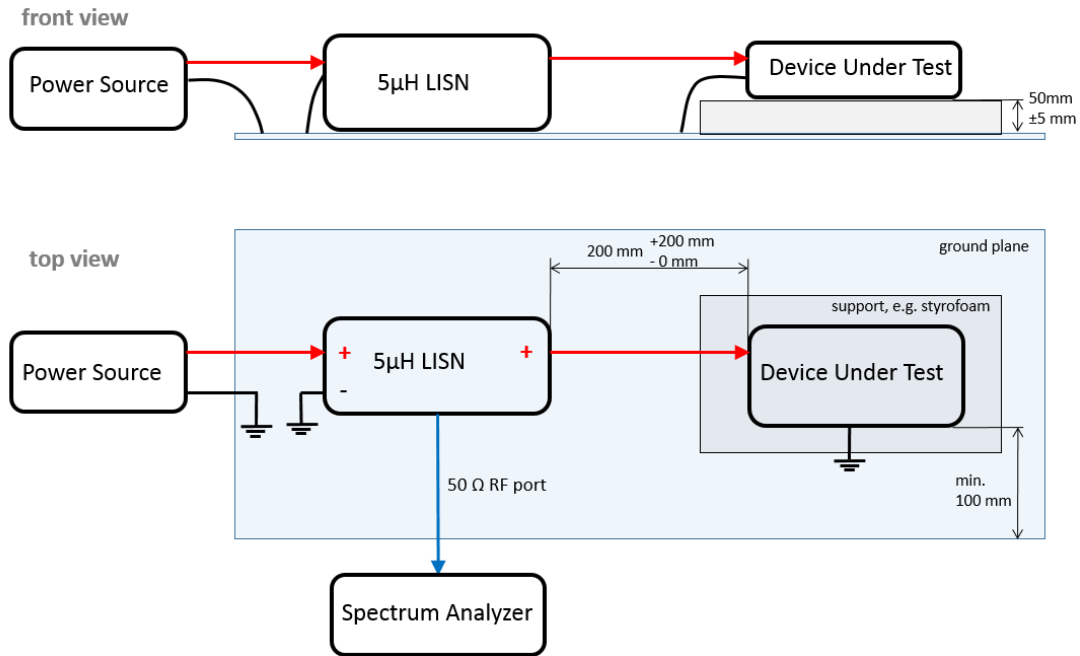 front view
Power Source
5µH LISN
Device Under Test
50mm
±5 mm
top view
ground plane
200 mm +200 mm
- 0 mm
support, e.g. styrofoam
Power Source
+
-
5µH LISN
+
Device Under Test
50 Ω RF port
min.
100 mm
Spectrum Analyzer